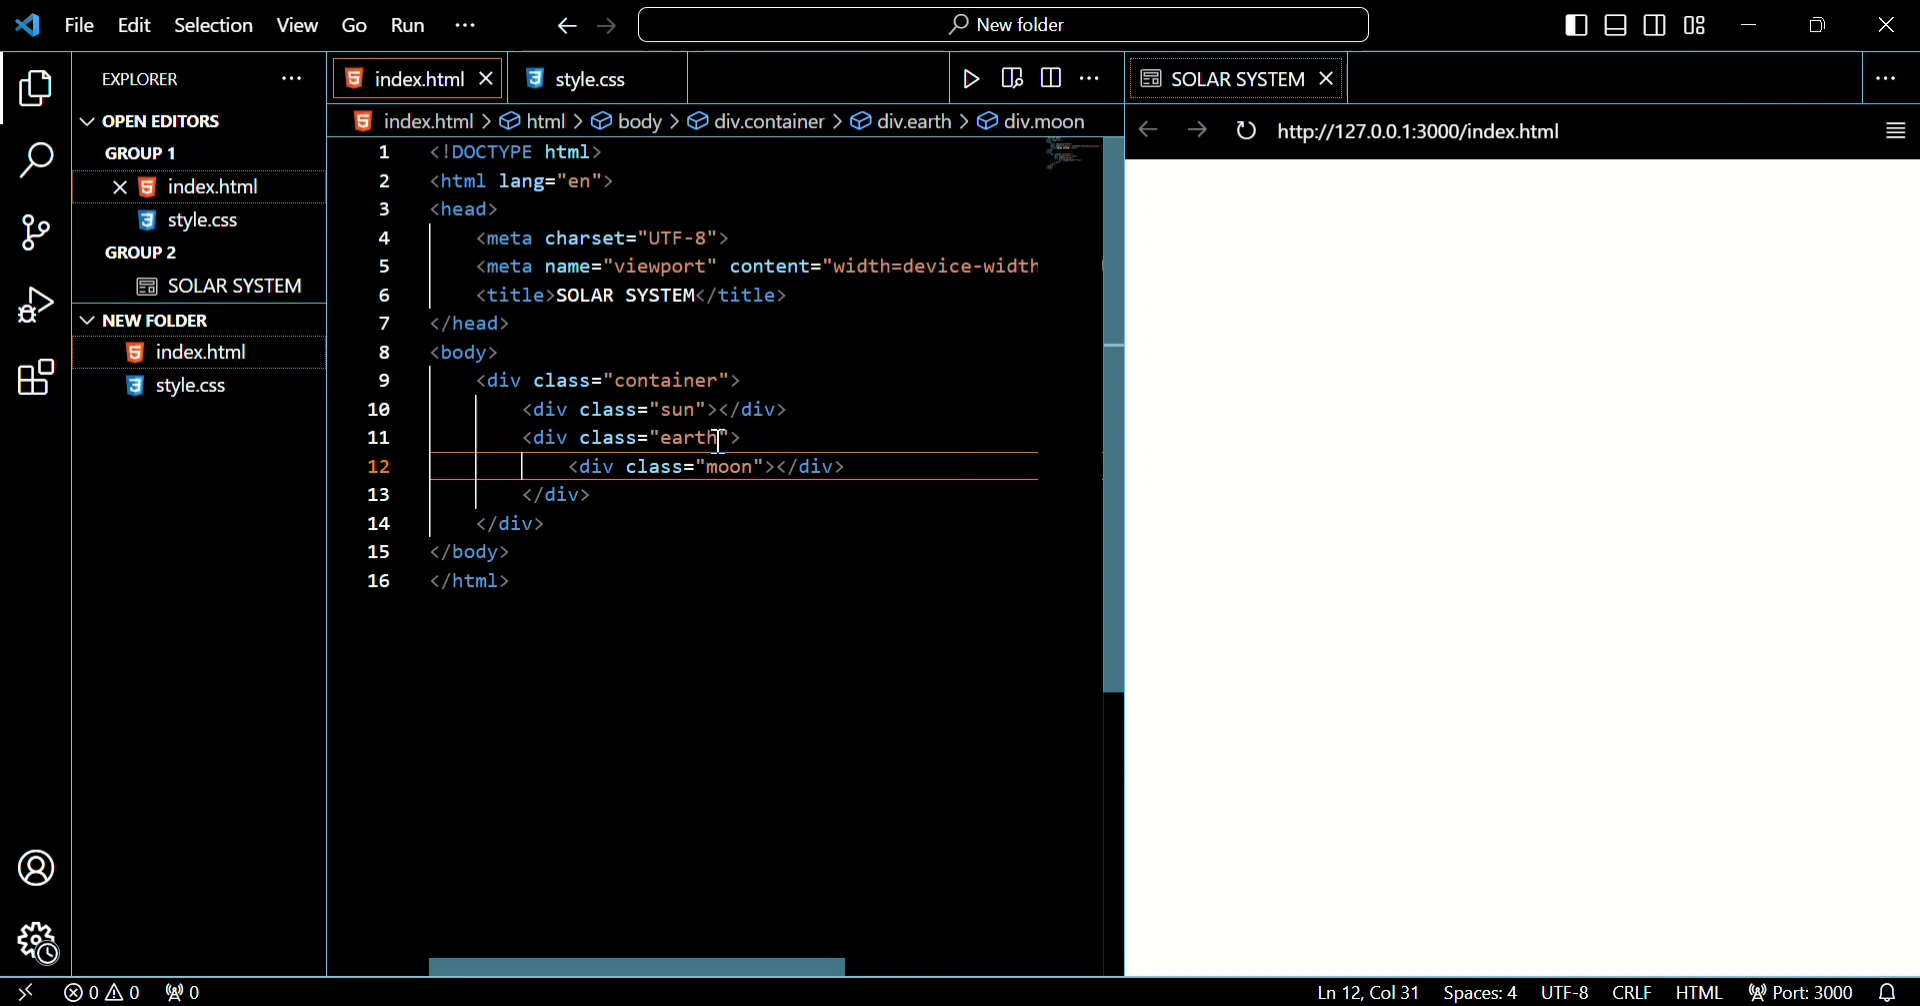 File Edit Selection View Go Run ··· New folder
EXPLORER ···
OPEN EDITORS
GROUP 1
index.html
style.css
GROUP 2
SOLAR SYSTEM
NEW FOLDER
index.html
style.css
index.html style.css ···
index.html > html > body > div.container > div.earth > div.moon
1 <!DOCTYPE html>
2 <html lang="en">
3 <head>
4 <meta charset="UTF-8">
5 <meta name="viewport" content="width=device-width
6 <title>SOLAR SYSTEM</title>
7 </head>
8 <body>
9 <div class="container">
10 <div class="sun"></div>
11 <div class="earth">
12 <div class="moon"></div>
13 </div>
14 </div>
15 </body>
16 </html>
SOLAR SYSTEM ···
http://127.0.0.1:3000/index.html
0 0 0 Ln 12, Col 31 Spaces: 4 UTF-8 CRLF HTML Port: 3000